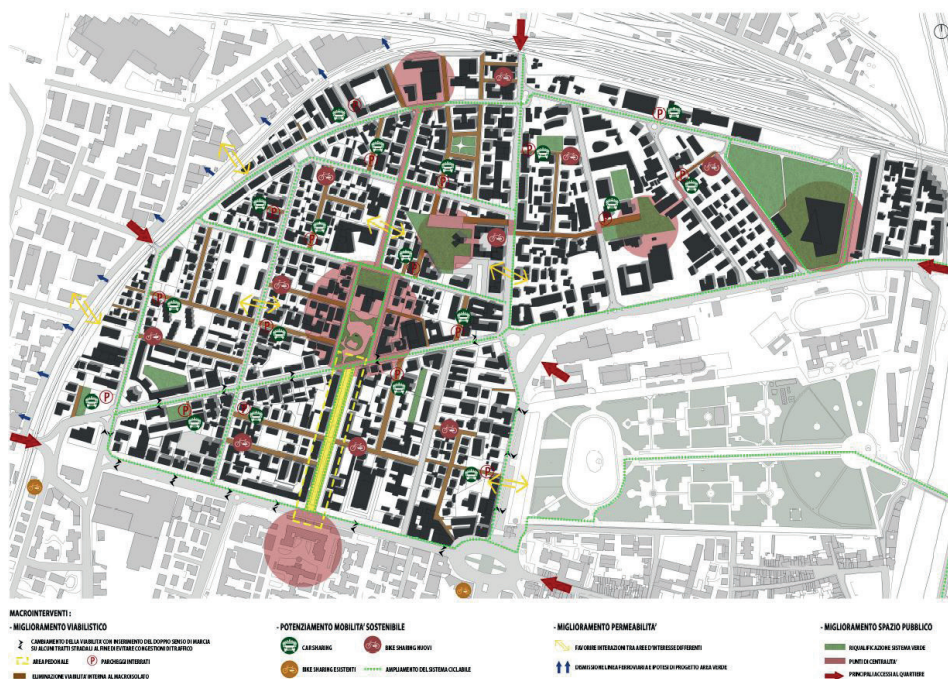 MACROINTERVENTI :
- MIGLIORAMENTO VIABILISTICO
CAMBIAMENTO DELLA VIABILITA' CON INSERIMENTO DEL DOPPIO SENSO DI MARCIA
SU ALCUNI TRATTI STRADALI AL FINE DI EVITARE CONGESTIONI DI TRAFFICO
AREA PEDONALE
P PARCHEGGI INTERRATI
ELIMINAZIONE VIABILITA' INTERNA AL MACROISOLATO
- POTENZIAMENTO MOBILITA' SOSTENIBILE
CAR SHARING
BIKE SHARING NUOVI
BIKE SHARING ESISTENTI
AMPLIAMENTO DEL SISTEMA CICLABILE
- MIGLIORAMENTO PERMEABILITA'
FAVORIRE INTERAZIONI TRA AREE D'INTERESSE DIFFERENTI
DISMISSIONE LINEA FERROVIARIA E IPOTESI DI PROGETTO AREA VERDE
- MIGLIORAMENTO SPAZIO PUBBLICO
RIQUALIFICAZIONE SISTEMA VERDE
PUNTI DI CENTRALITA'
PRINCIPALI ACCESSI AL QUARTIERE